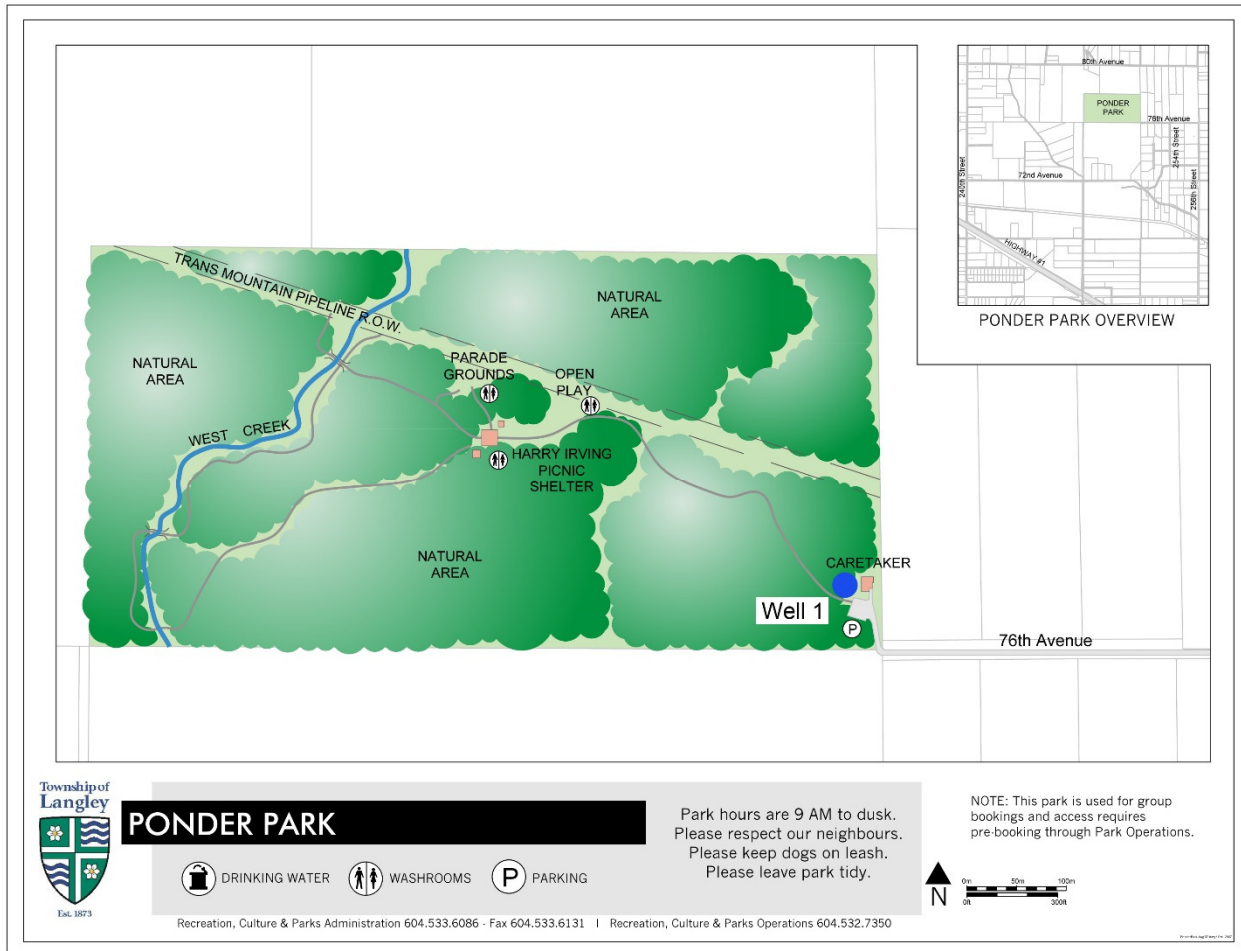 80th Avenue
PONDER
PARK
76th Avenue
254th Street
240th Street
72nd Avenue
256th Street
HIGHWAY #1
PONDER PARK OVERVIEW
TRANS MOUNTAIN PIPELINE R.O.W.
NATURAL
AREA
NATURAL
AREA
PARADE
GROUNDS
OPEN
PLAY
WEST CREEK
HARRY IRVING
PICNIC
SHELTER
NATURAL
AREA
CARETAKER
Well 1
P
76th Avenue
Township of
Langley
Est. 1873
PONDER PARK
DRINKING WATER
WASHROOMS
P
PARKING
Park hours are 9 AM to dusk.
Please respect our neighbours.
Please keep dogs on leash.
Please leave park tidy.
NOTE: This park is used for group
bookings and access requires
pre-booking through Park Operations.
N
0m 50m 100m
0ft 300ft
Recreation, Culture & Parks Administration 604.533.6086 - Fax 604.533.6131 | Recreation, Culture & Parks Operations 604.532.7350